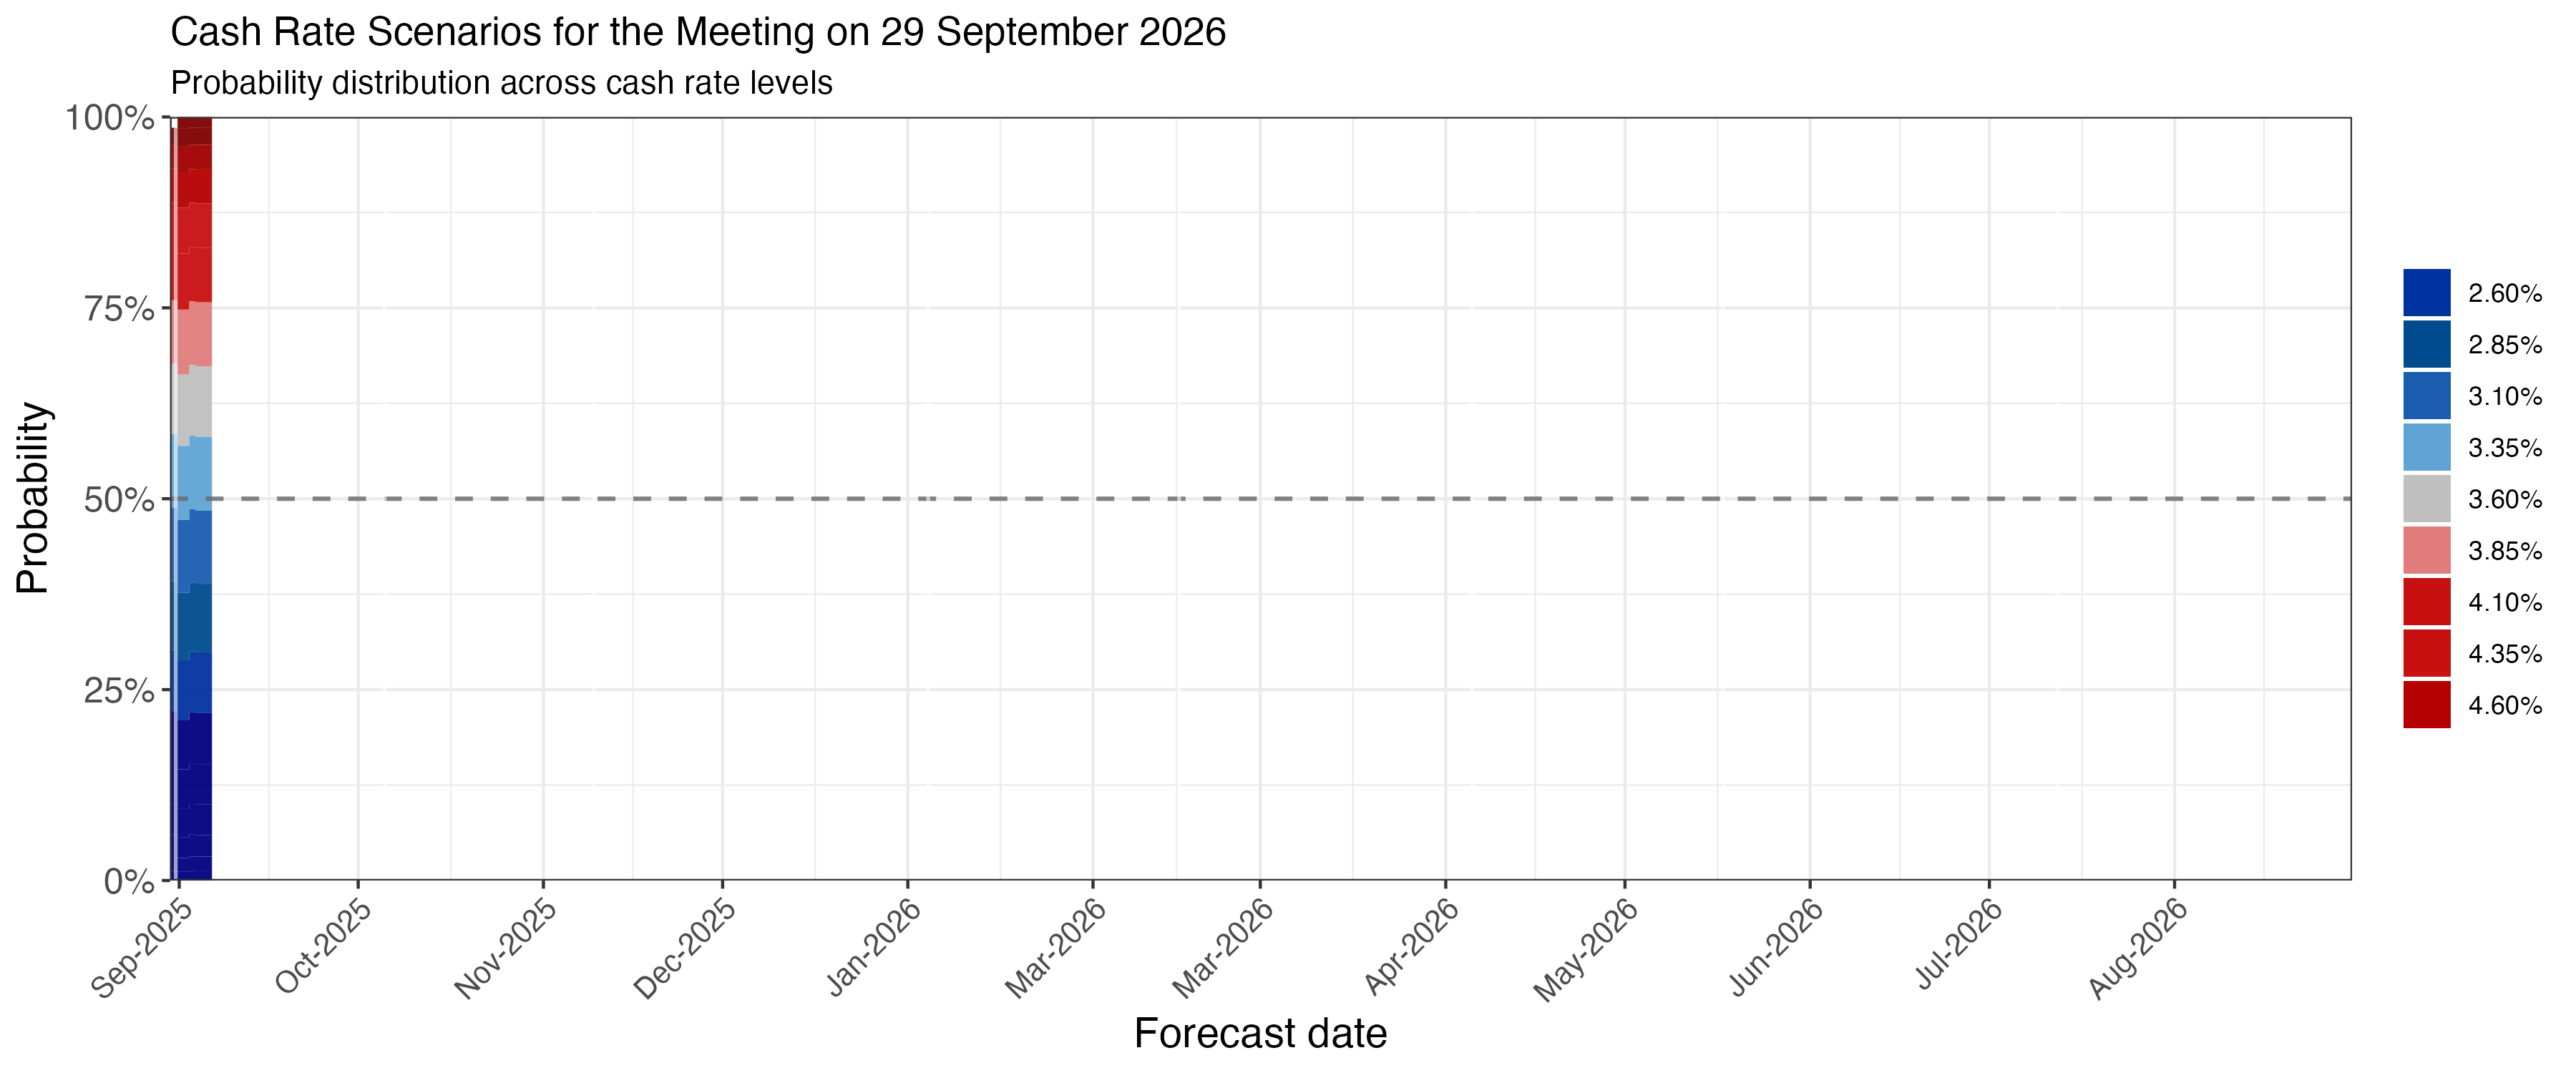 Cash Rate Scenarios for the Meeting on 29 September 2026
Probability distribution across cash rate levels
100%
75%
50%
25%
0%
Probability
Sep-2025
Oct-2025
Nov-2025
Dec-2025
Jan-2026
Mar-2026
Mar-2026
Apr-2026
May-2026
Jun-2026
Jul-2026
Aug-2026
Forecast date
2.60%
2.85%
3.10%
3.35%
3.60%
3.85%
4.10%
4.35%
4.60%